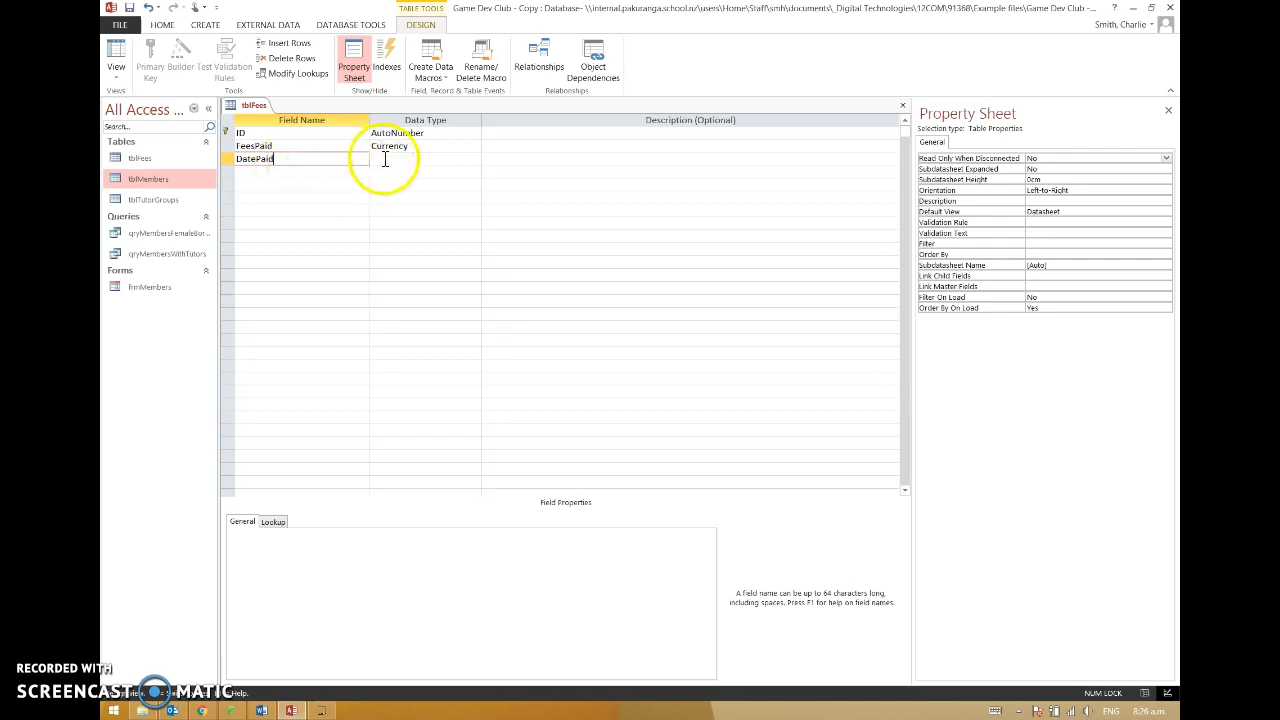 TABLE TOOLS
Game Dev Club - Copy : Database- \\internal.pakuranga.school.nz\users\Home\Staff\smh\documents\_Digital Technologies\12COM\91368\Example files\Game Dev Club -...
FILE HOME CREATE EXTERNAL DATA DATABASE TOOLS DESIGN
Smith, Charlie
View
Primary Key
Builder
Test Validation Rules
Insert Rows
Delete Rows
Modify Lookups
Property Sheet
Indexes
Create Data Macros
Rename/ Delete Macro
Relationships
Object Dependencies
Views
Tools
Show/Hide
Field, Record & Table Events
Relationships
All Access ...
Search...
Tables
tblFees
tblMembers
tblTutorGroups
Queries
qryMembersFemaleBor...
qryMembersWithTutors
Forms
frmMembers
tblFees
Field Name Data Type Description (Optional)
ID AutoNumber
FeesPaid Currency
DatePaid
Field Properties
General Lookup
A field name can be up to 64 characters long,
including spaces. Press F1 for help on field names.
Property Sheet
Selection type: Table Properties
General
Read Only When Disconnected No
Subdatasheet Expanded No
Subdatasheet Height 0cm
Orientation Left-to-Right
Description
Default View Datasheet
Validation Rule
Validation Text
Filter
Order By
Subdatasheet Name [Auto]
Link Child Fields
Link Master Fields
Filter On Load No
Order By On Load Yes
RECORDED WITH
SCREENCAST MATIC
Help.
NUM LOCK
ENG
8:26 a.m.